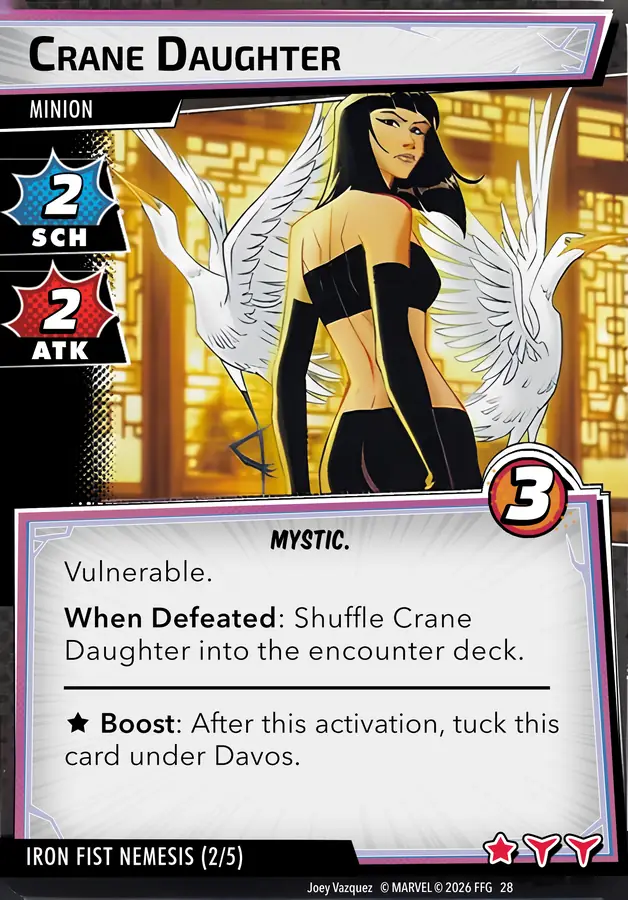 CRANE DAUGHTER
MINION
2
SCH
2
ATK
3
MYSTIC.
Vulnerable.
When Defeated: Shuffle Crane
Daughter into the encounter deck.
★ Boost: After this activation, tuck this
card under Davos.
IRON FIST NEMESIS (2/5)
Joey Vazquez © MARVEL © 2026 FFG 28